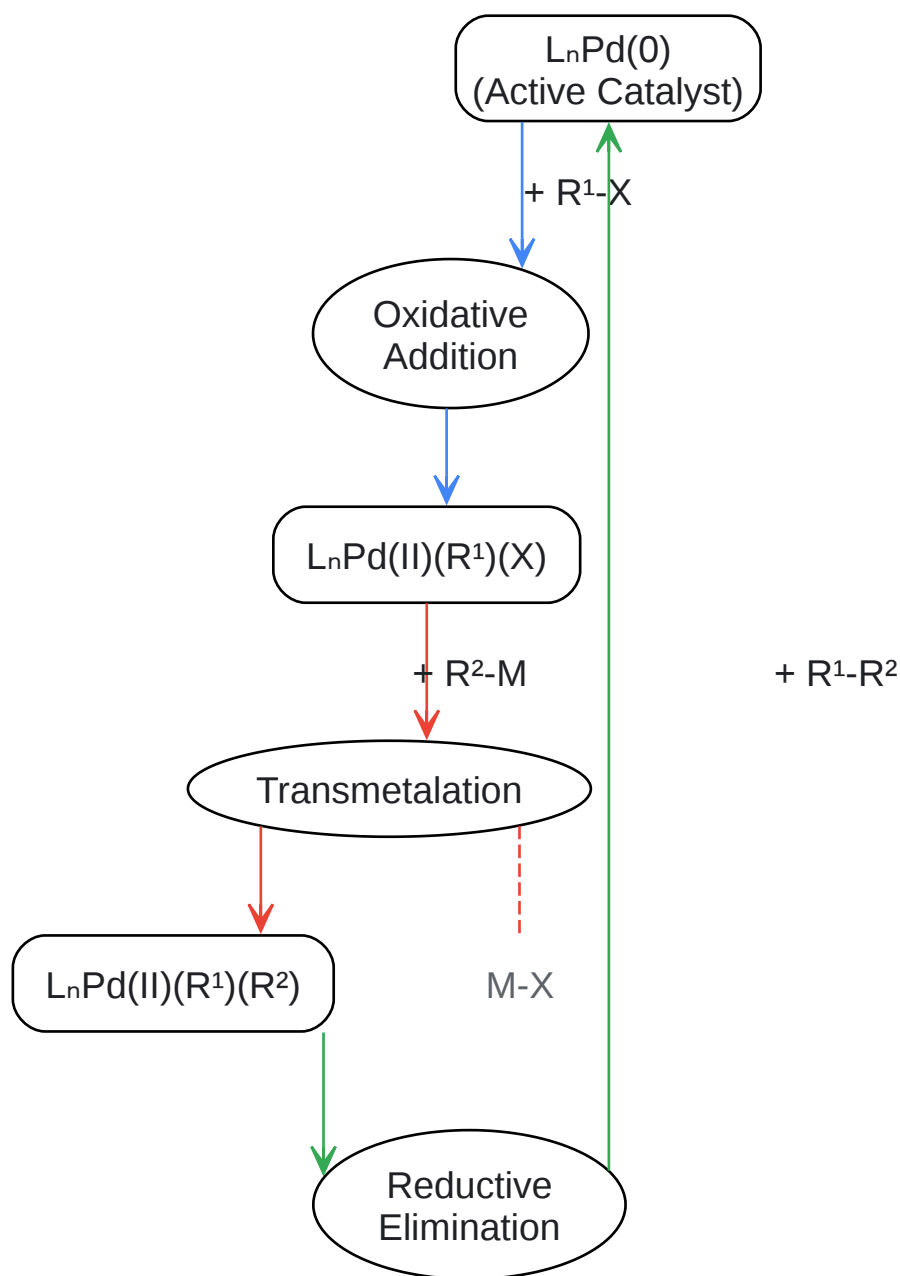 LₙPd(0)
(Active Catalyst)
+ R¹-X
Oxidative
Addition
LₙPd(II)(R¹)(X)
+ R²-M
+ R¹-R²
Transmetalation
LₙPd(II)(R¹)(R²)
M-X
Reductive
Elimination